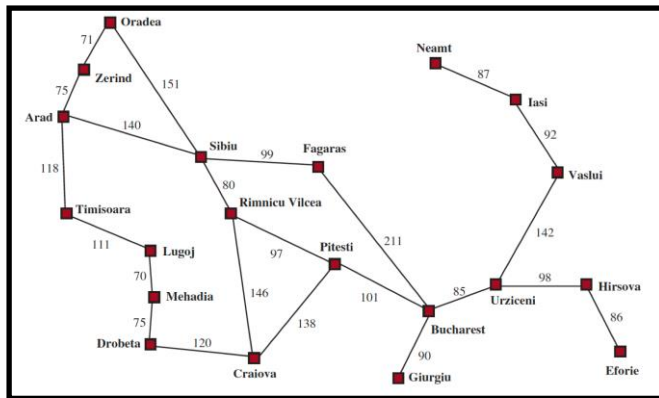 Oradea
71
Neamt
87
Zerind
151
75
Iasi
Arad
140
92
Sibiu
Fagaras
99
118
Vaslui
80
Timisoara
Rimnicu Vilcea
111
Lugoj
97
Pitesti
211
142
70
98
Hirsova
Mehadia
146
101
85
Urziceni
138
86
75
Bucharest
Drobeta
120
90
Craiova
Eforie
Giurgiu